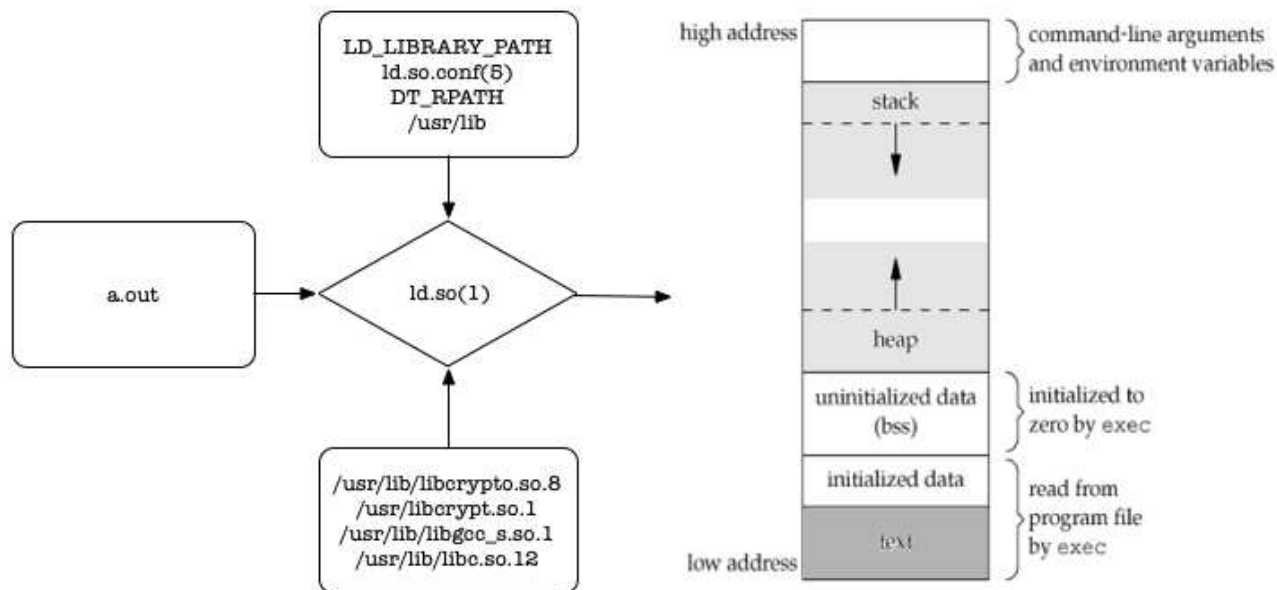 LD_LIBRARY_PATH
ld.so.conf(5)
DT_RPATH
/usr/lib
a.out
ld.so(1)
/usr/lib/libcrypto.so.8
/usr/libcrypt.so.1
/usr/lib/libgcc_s.so.1
/usr/lib/libc.so.12
high address
command-line arguments
and environment variables
stack
heap
uninitialized data
(bss)
initialized to
zero by exec
initialized data
read from
program file
by exec
text
low address